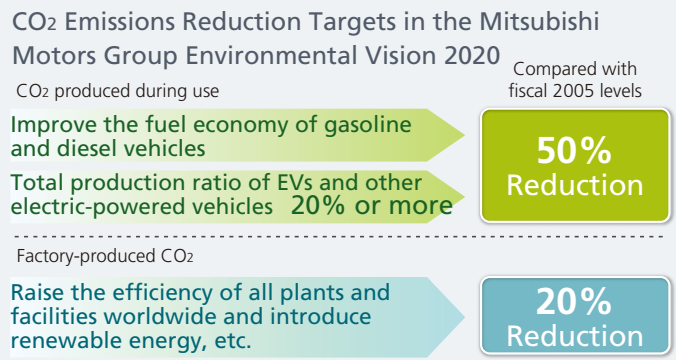 CO2 Emissions Reduction Targets in the Mitsubishi
Motors Group Environmental Vision 2020
Compared with
fiscal 2005 levels
CO2 produced during use
Improve the fuel economy of gasoline
and diesel vehicles
Total production ratio of EVs and other
electric-powered vehicles 20% or more
50%
Reduction
Factory-produced CO2
Raise the efficiency of all plants and
facilities worldwide and introduce
renewable energy, etc.
20%
Reduction